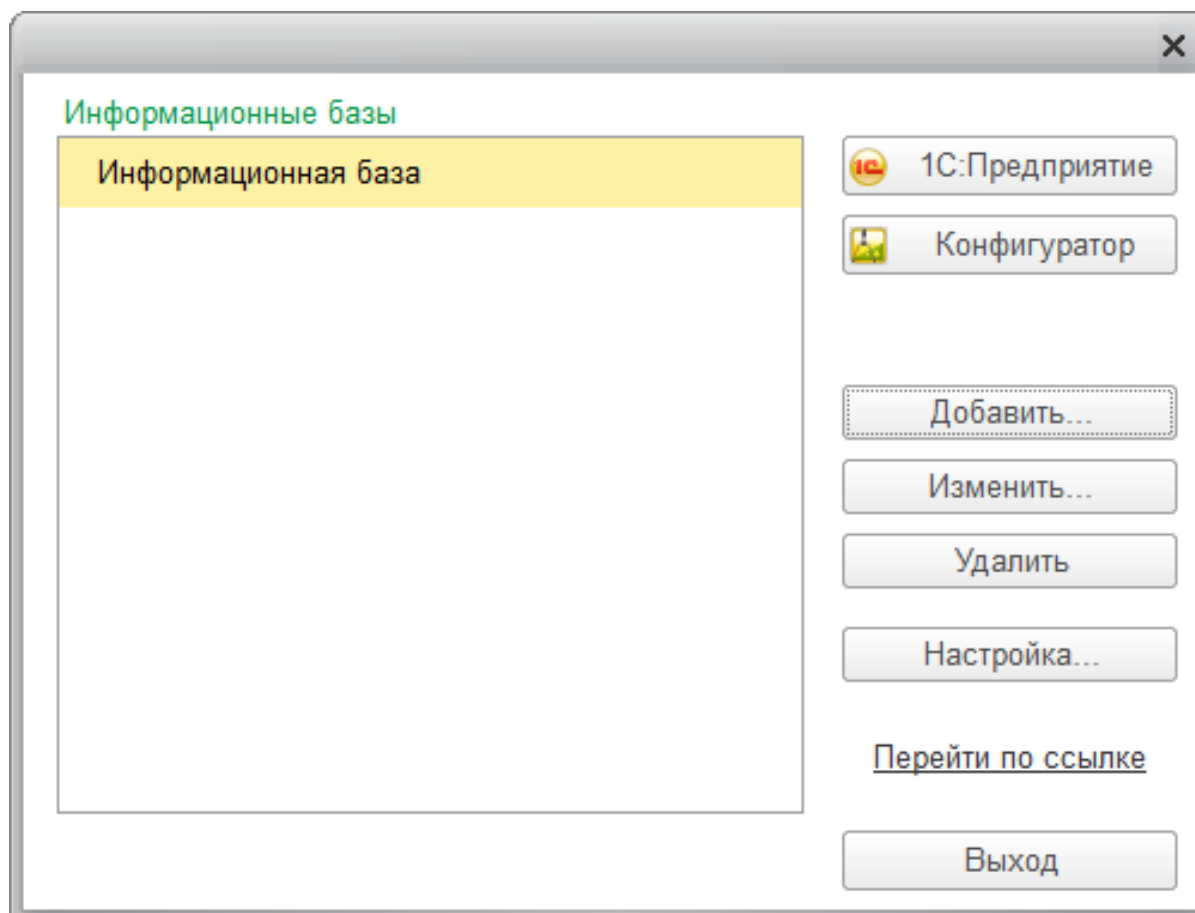 Информационные базы
Информационная база
1С:Предприятие
Конфигуратор
Добавить...
Изменить...
Удалить
Настройка...
Перейти по ссылке
Выход